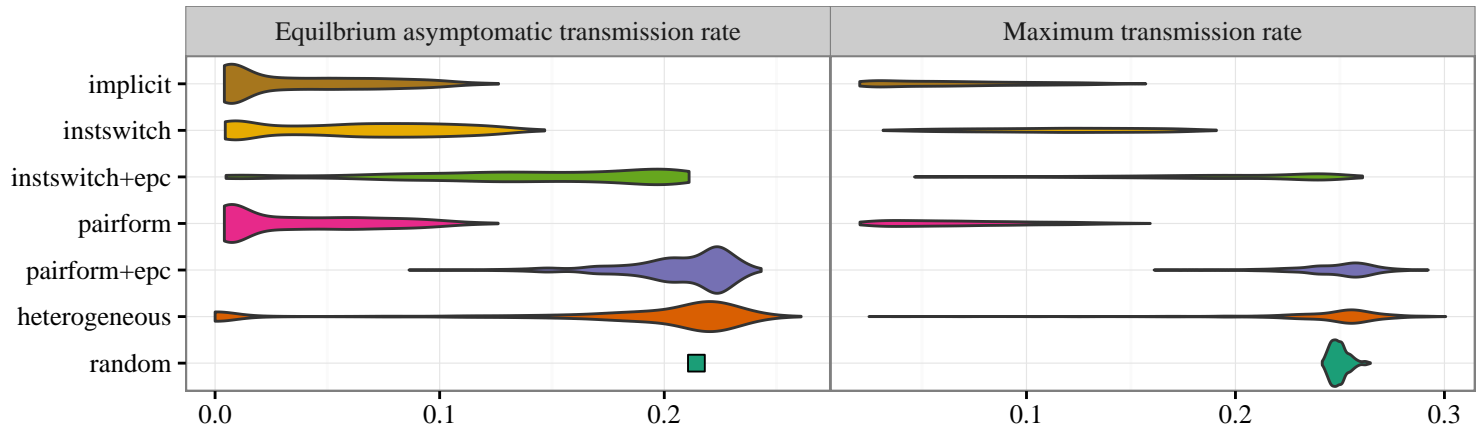 Equilbrium asymptomatic transmission rate
Maximum transmission rate
implicit
instswitch
instswitch+epc
pairform
pairform+epc
heterogeneous
random
0.0 0.1 0.2
0.1 0.2 0.3